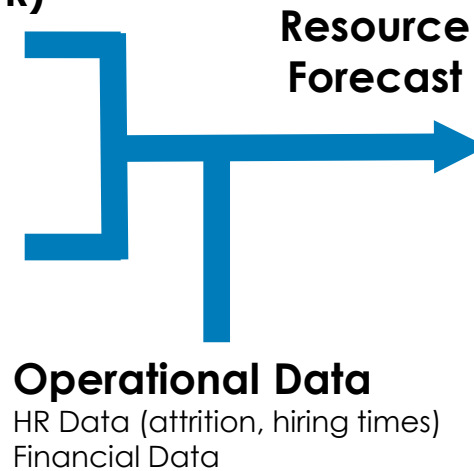 Resource
Forecast
Operational Data
HR Data (attrition, hiring times)
Financial Data